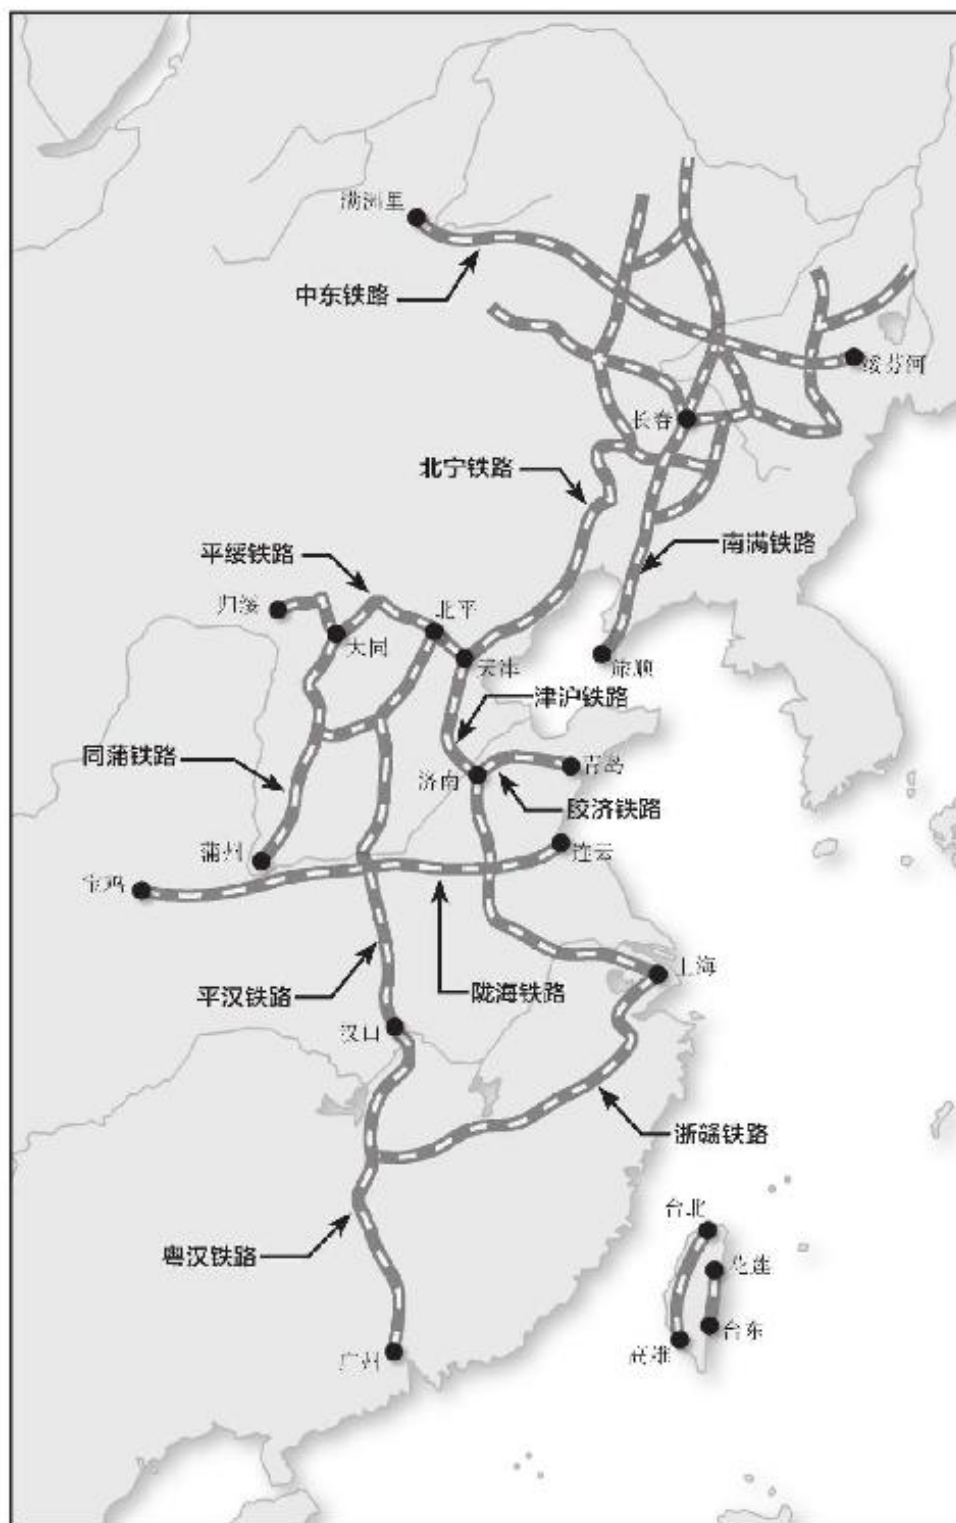 满洲里
中东铁路
绥芬河
长春
北宁铁路
南满铁路
平绥铁路
归绥
北平
大同
天津
旅顺
津沪铁路
同蒲铁路
济南
青岛
胶济铁路
蒲州
连云
宝鸡
上海
平汉铁路
陇海铁路
汉口
浙赣铁路
台北
粤汉铁路
花莲
台东
高雄
广州